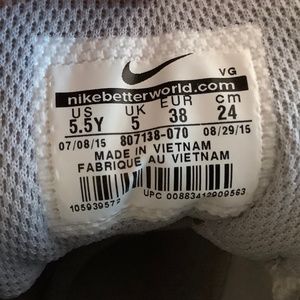 VG
nikebetterworld.com
US UK EUR cm
5.5Y 5 38 24
07/08/15 807138-070 08/29/15
MADE IN VIETNAM
FABRIQUE AU VIETNAM
UPC 00883412909563